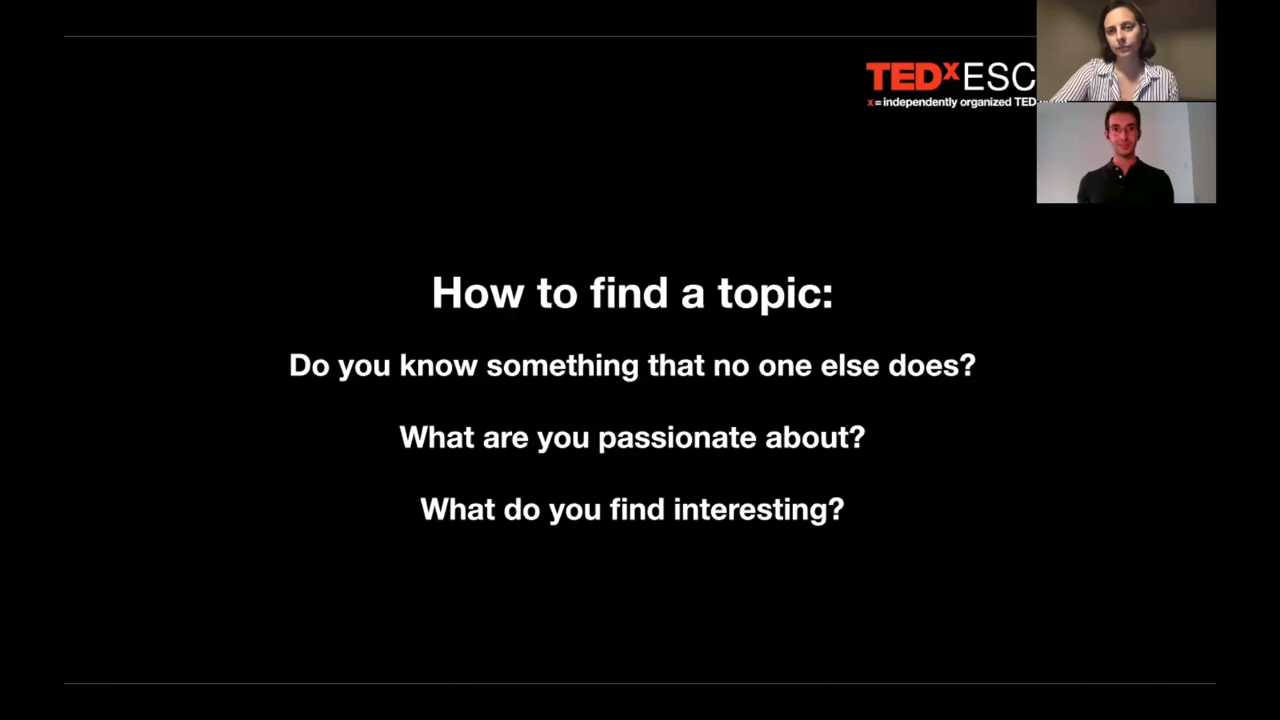 TEDxESC
x = independently organized TED
How to find a topic:
Do you know something that no one else does?
What are you passionate about?
What do you find interesting?